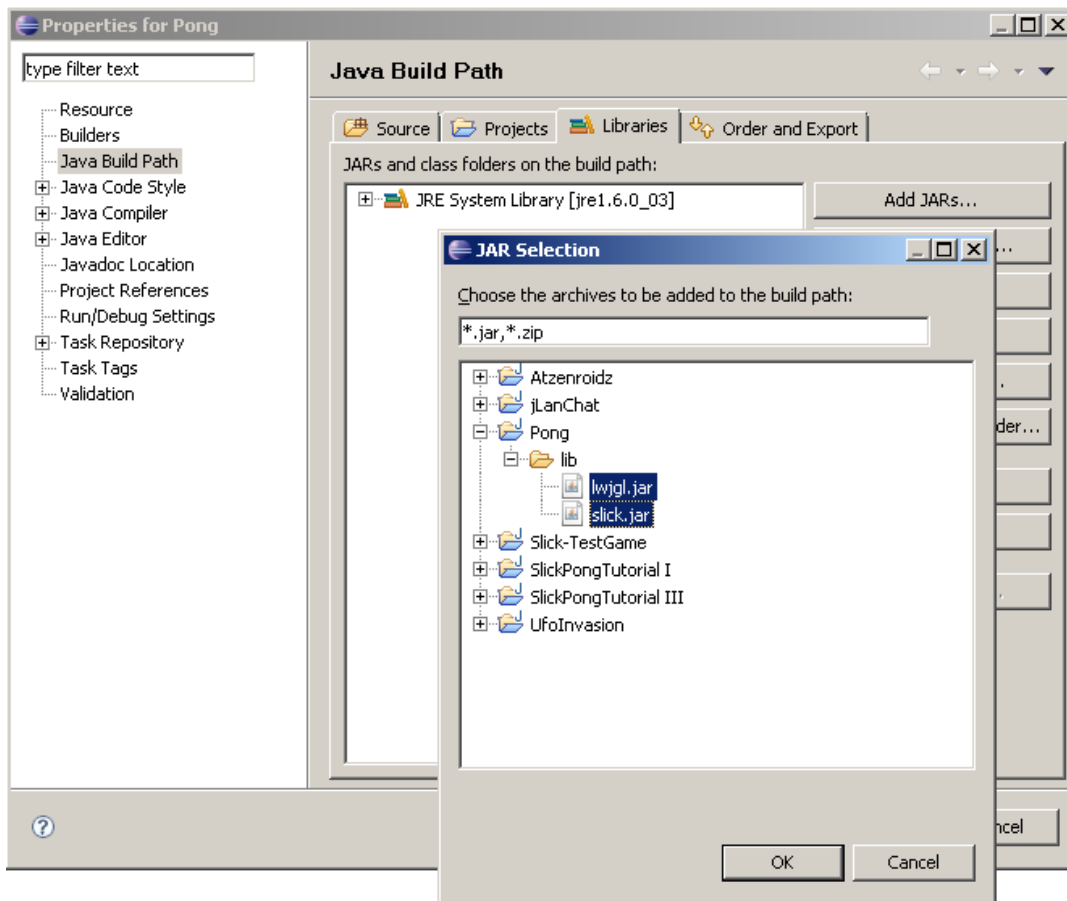 Properties for Pong
type filter text
Resource
Builders
Java Build Path
Java Code Style
Java Compiler
Java Editor
Javadoc Location
Project References
Run/Debug Settings
Task Repository
Task Tags
Validation
Java Build Path
Source Projects Libraries Order and Export
JARs and class folders on the build path:
JRE System Library [jre1.6.0_03]
Add JARs...
...
.
der...
.
ncel
JAR Selection
Choose the archives to be added to the build path:
*.jar,*.zip
Atzenroidz
jLanChat
Pong
lib
lwjgl.jar
slick.jar
Slick-TestGame
SlickPongTutorial I
SlickPongTutorial III
UfoInvasion
OK Cancel